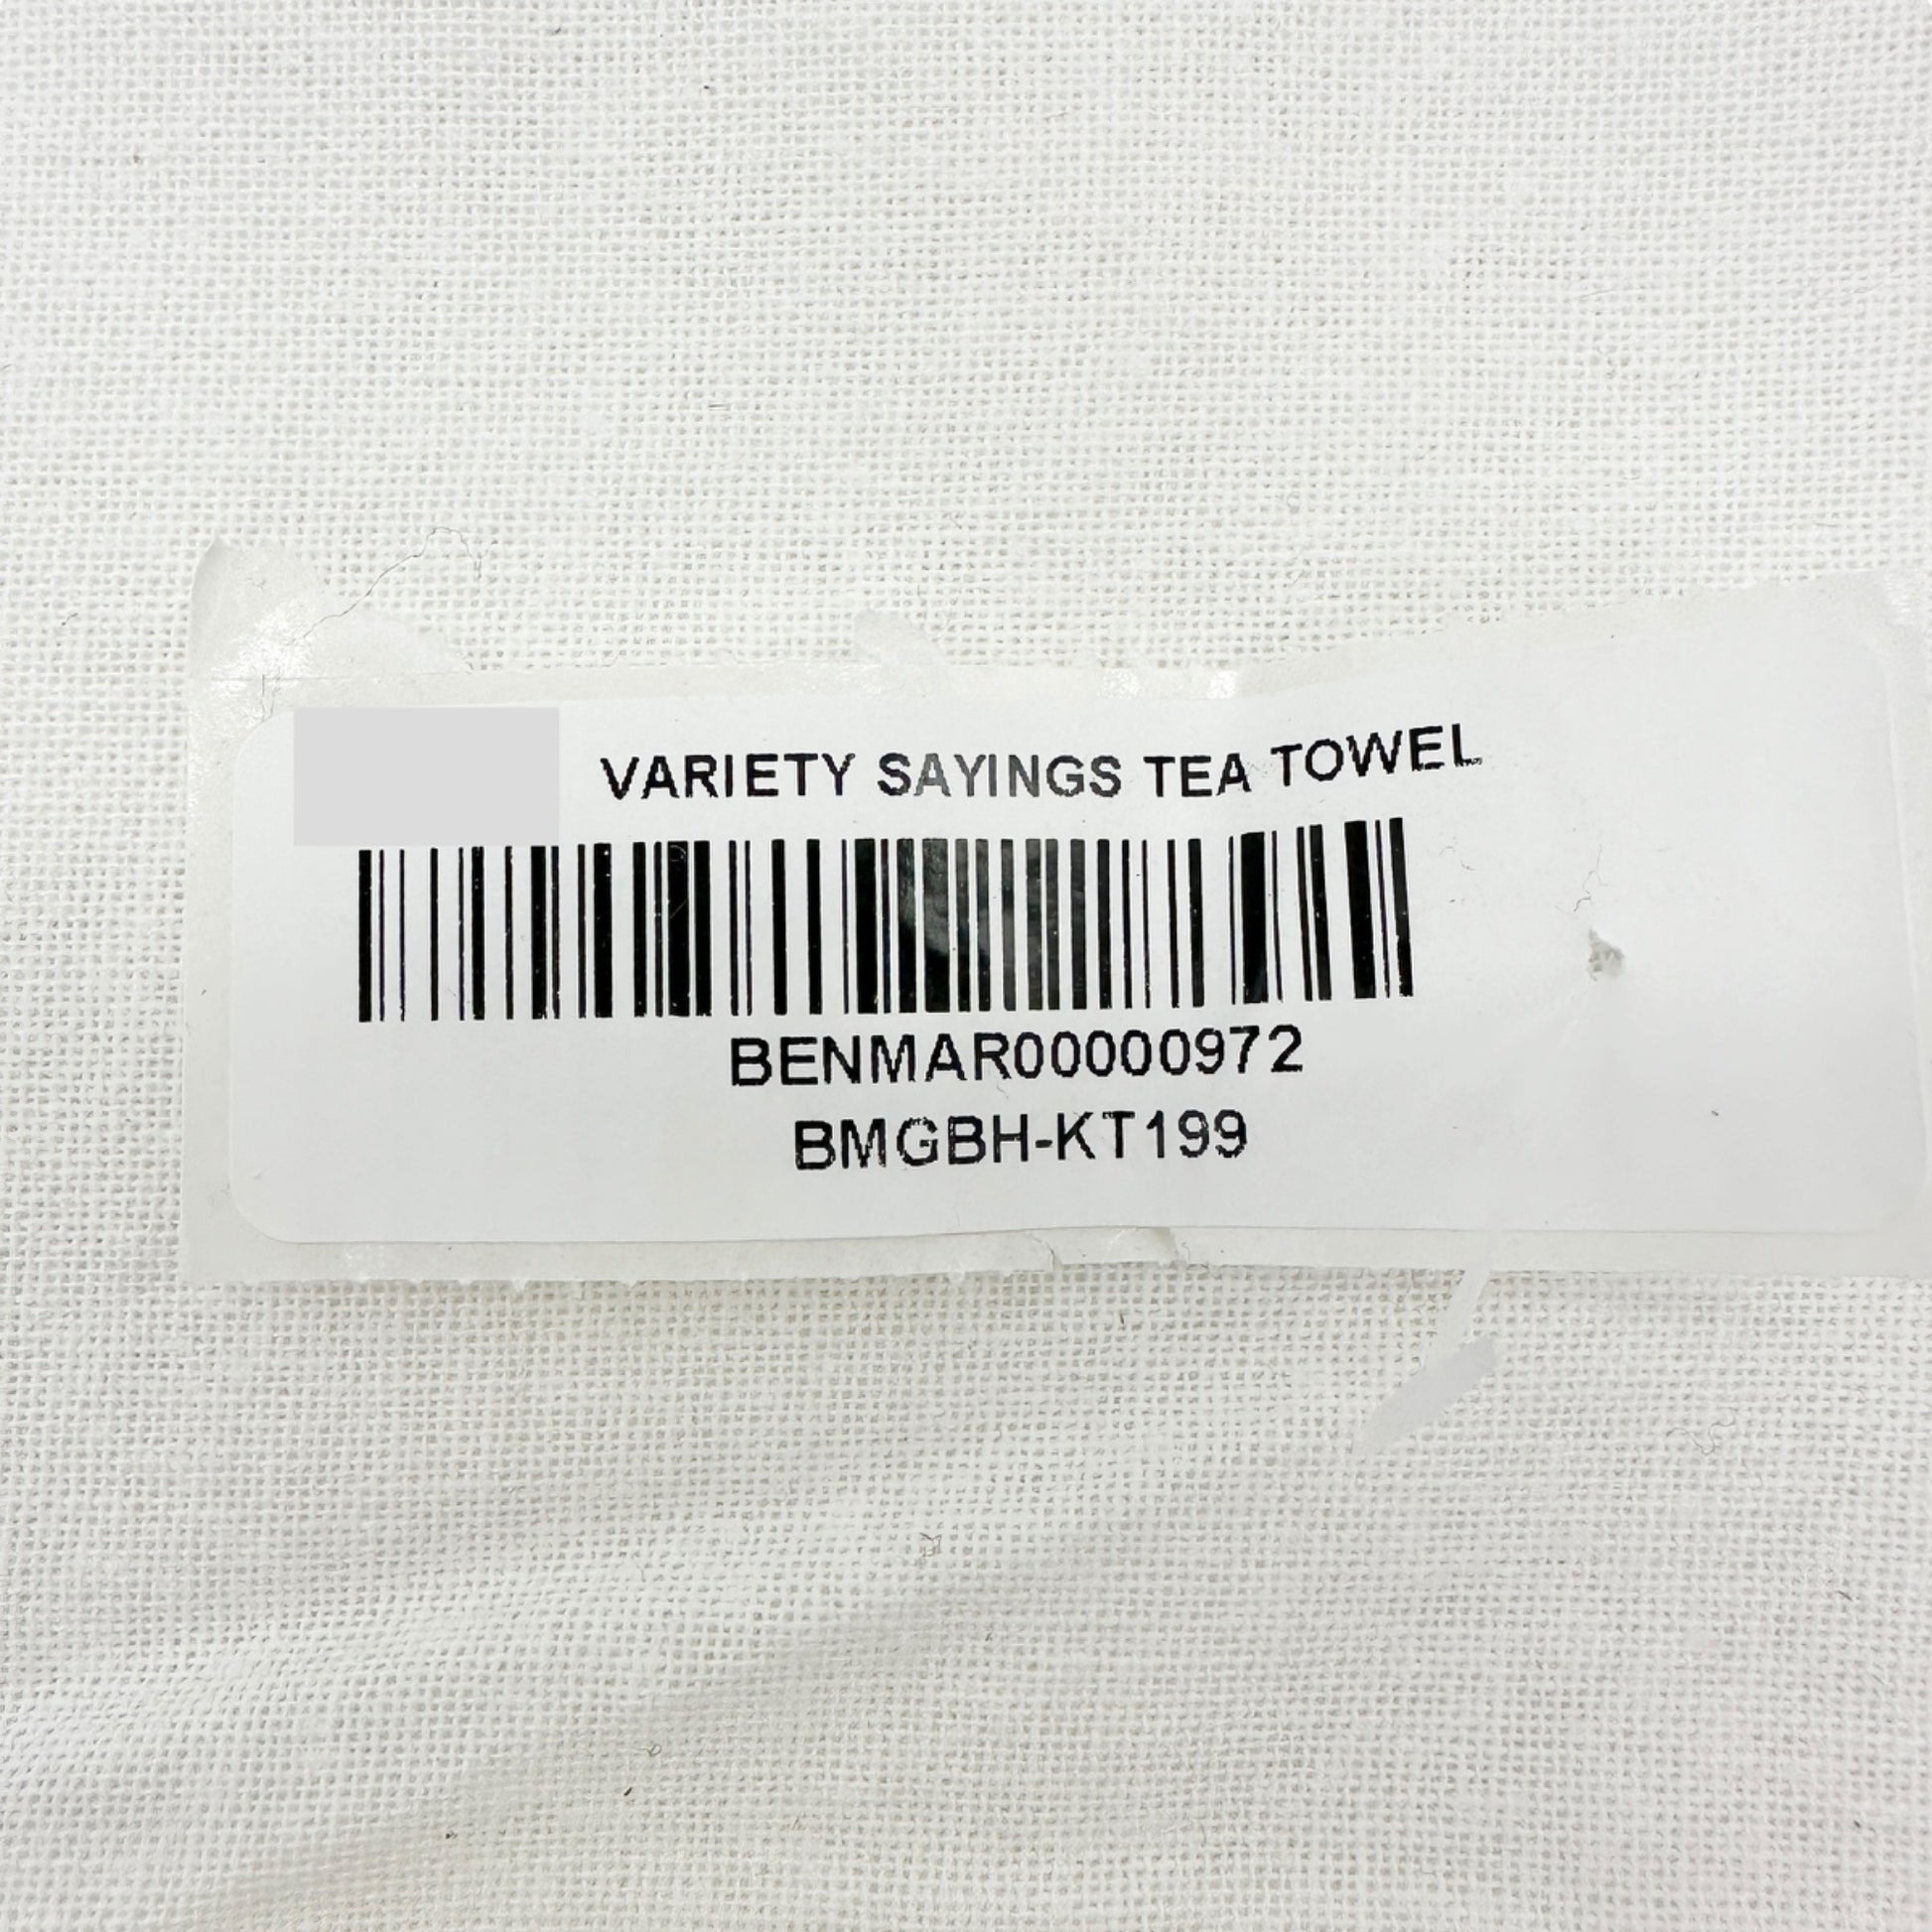 VARIETY SAYINGS TEA TOWEL
BENMAR00000972
BMGBH-KT199